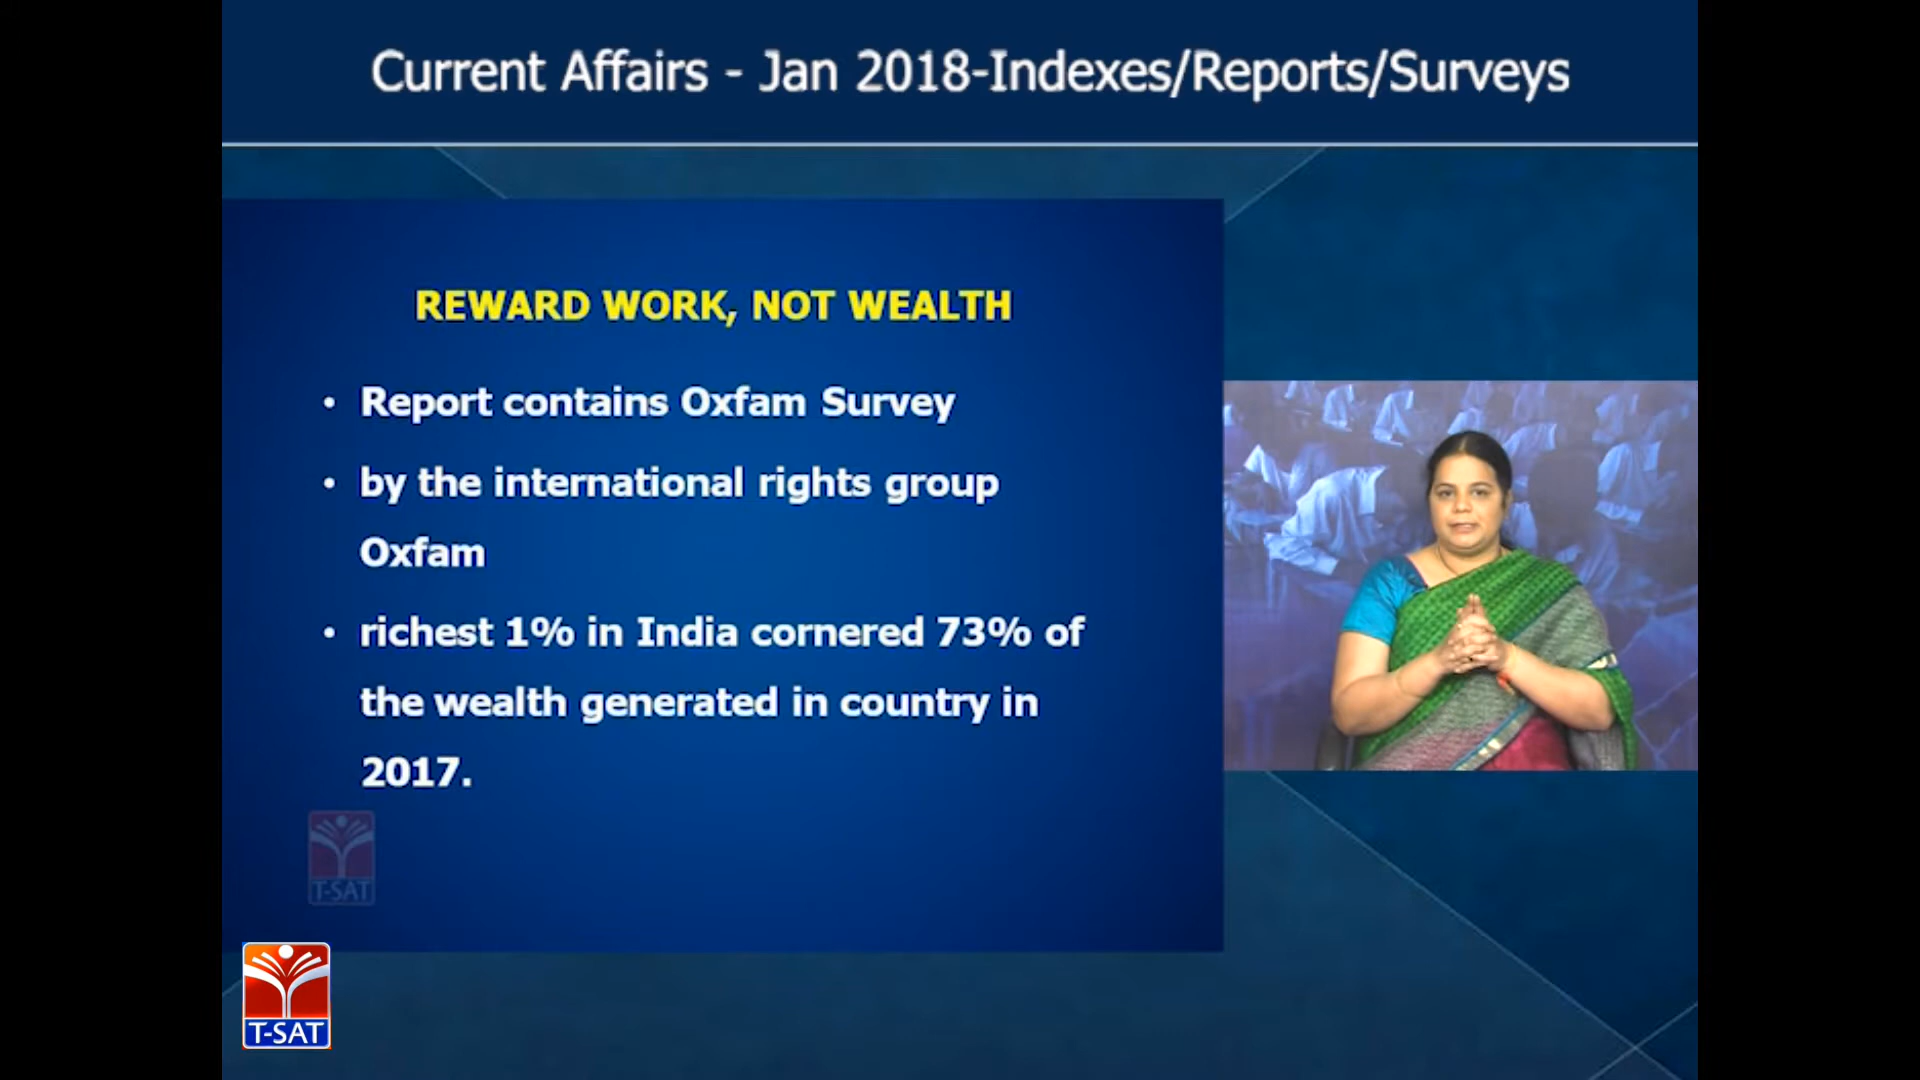 Current Affairs - Jan 2018-Indexes/Reports/Surveys
REWARD WORK, NOT WEALTH
• Report contains Oxfam Survey
• by the international rights group
Oxfam
• richest 1% in India cornered 73% of
the wealth generated in country in
2017.
T-SAT
T-SAT